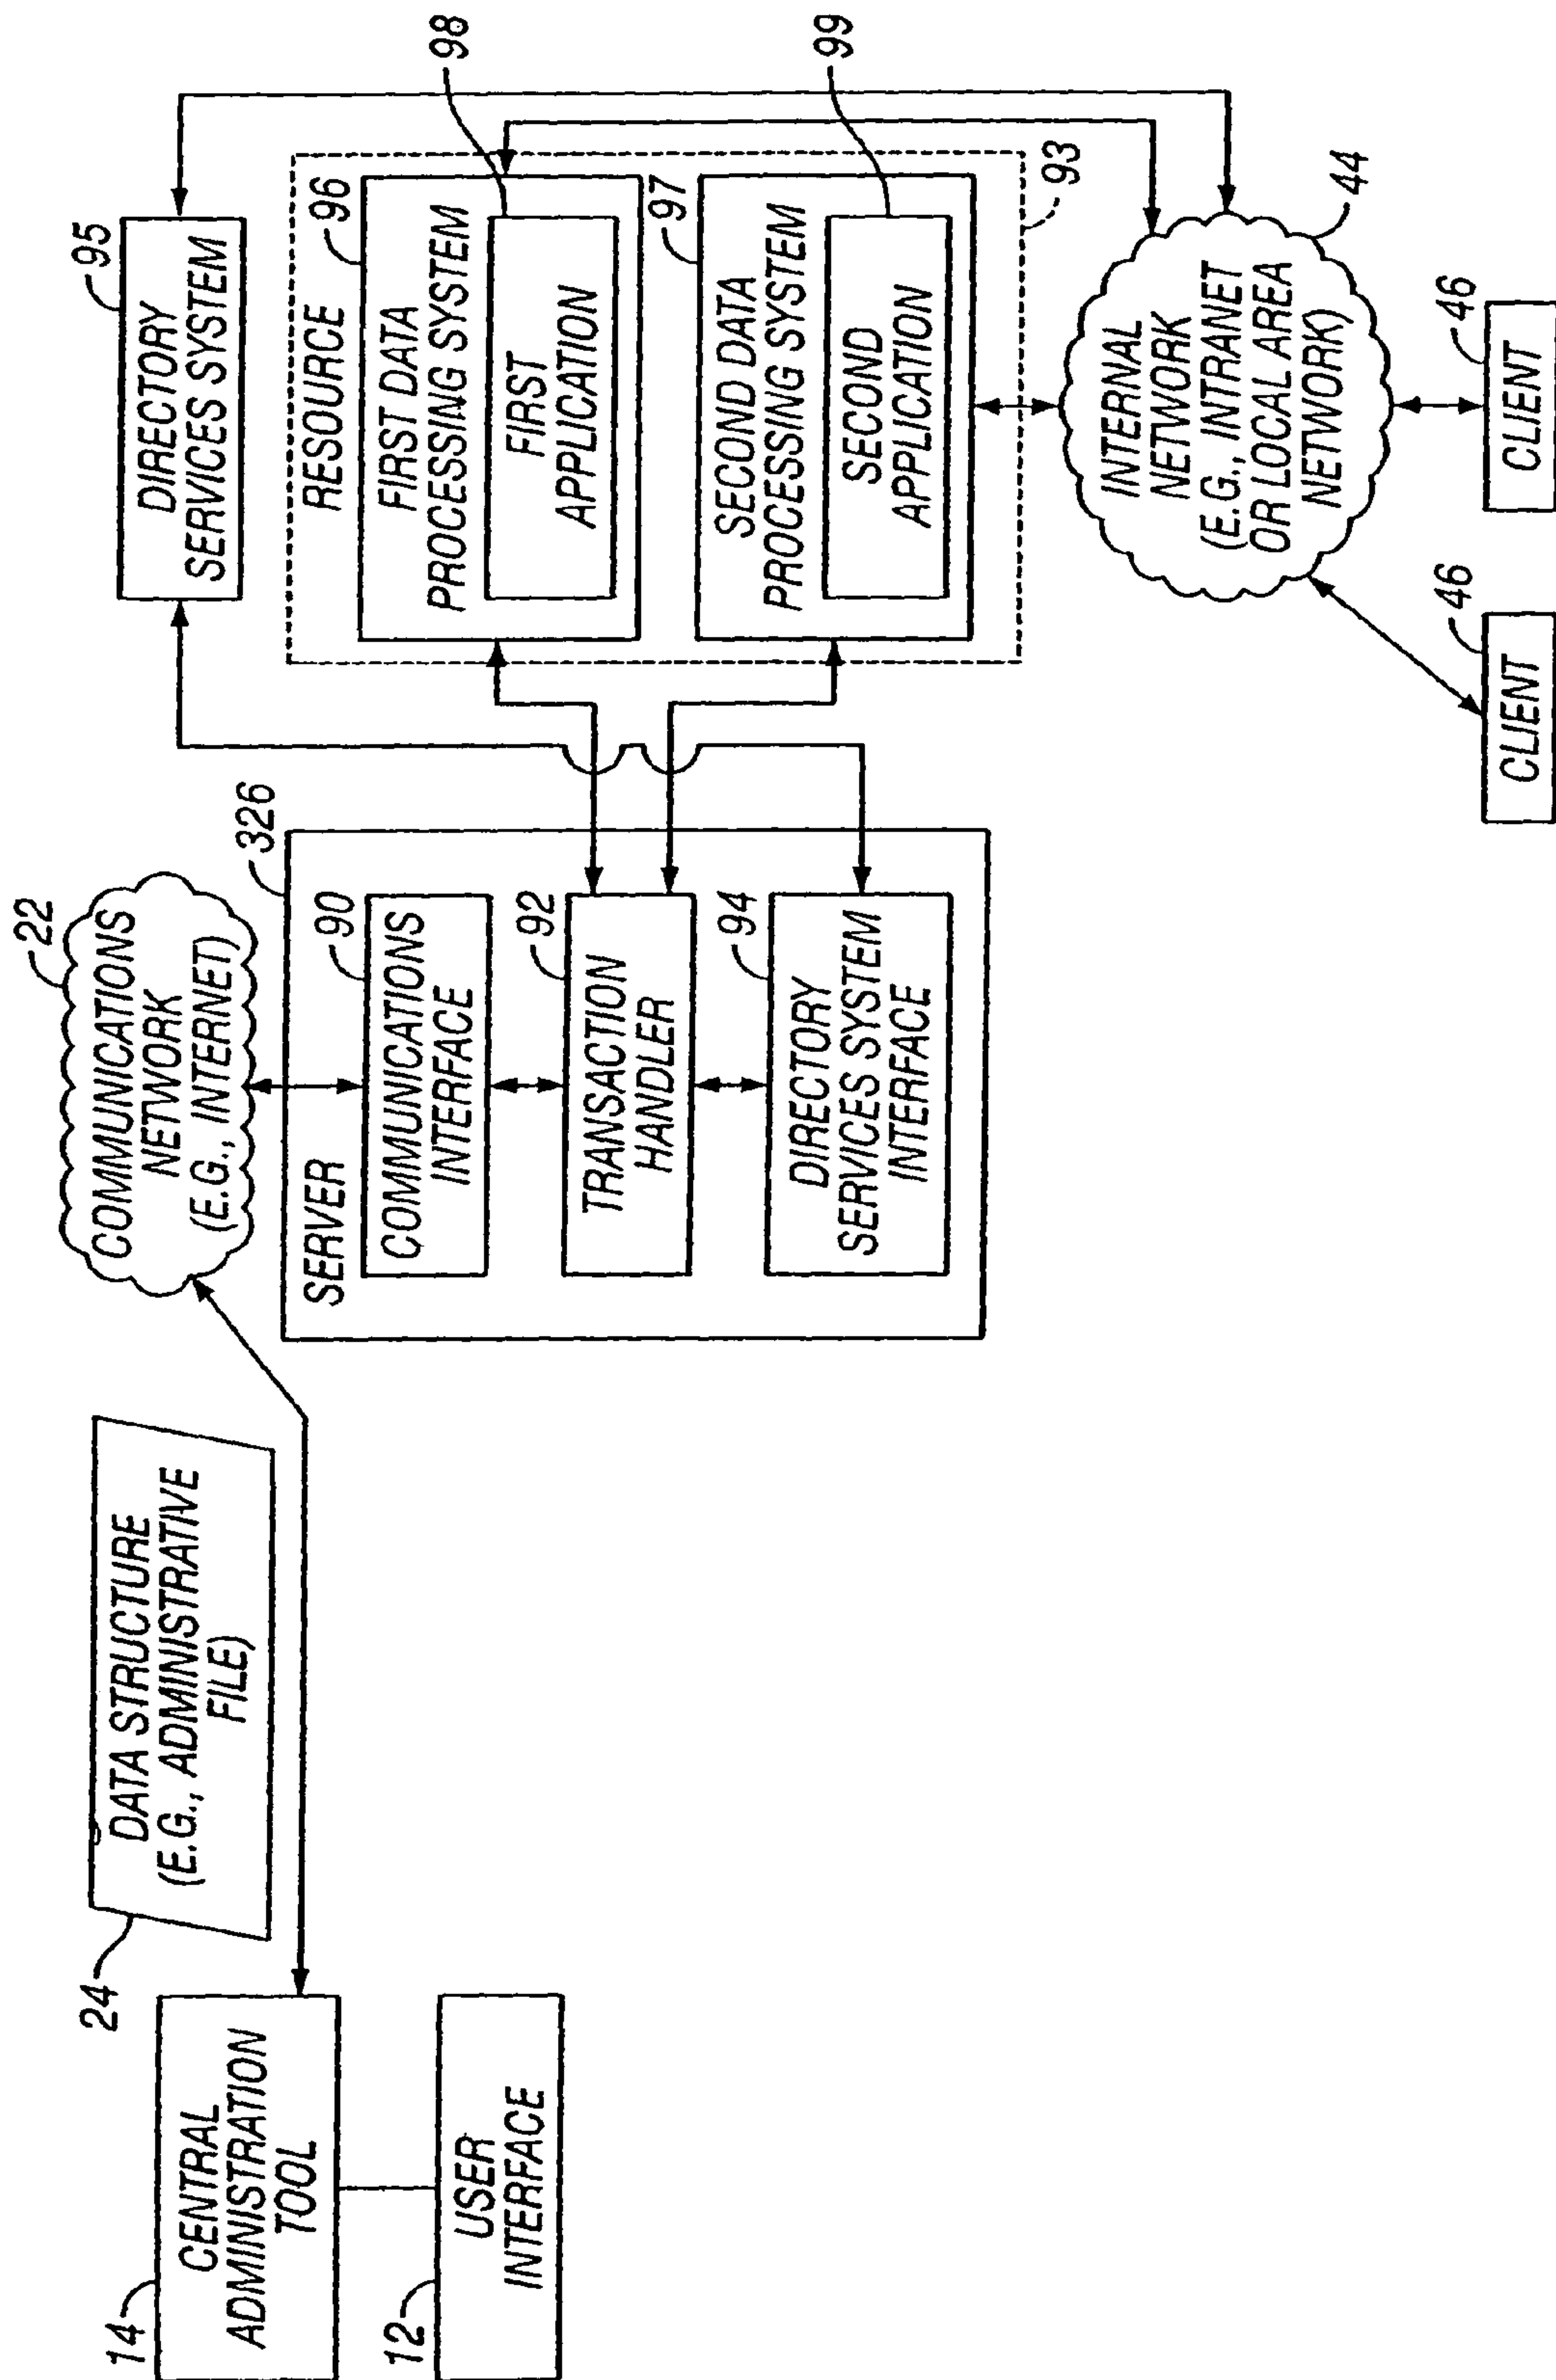 14
CENTRAL
ADMINISTRATION
TOOL
12
USER
INTERFACE
24
DATA STRUCTURE
(E.G., ADMINISTRATIVE
FILE)
22
COMMUNICATIONS
NETWORK
(E.G., INTERNET)
326
SERVER
90
COMMUNICATIONS
INTERFACE
92
TRANSACTION
HANDLER
94
DIRECTORY
SERVICES SYSTEM
INTERFACE
95
DIRECTORY
SERVICES SYSTEM
RESOURCE
96
FIRST DATA
PROCESSING SYSTEM
98
FIRST
APPLICATION
97
SECOND DATA
PROCESSING SYSTEM
99
SECOND
APPLICATION
93
INTERNAL
NETWORK
(E.G., INTRANET
OR LOCAL AREA
NETWORK)
44
46
CLIENT
46
CLIENT